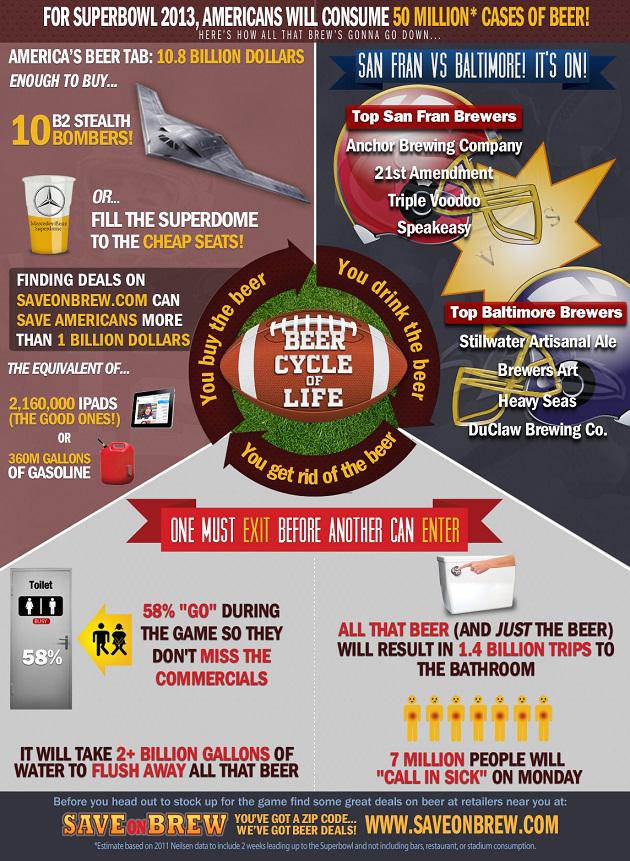 FOR SUPERBOWL 2013, AMERICANS WILL CONSUME 50 MILLION* CASES OF BEER!
HERE'S HOW ALL THAT BREW'S GONNA GO DOWN...
AMERICA'S BEER TAB: 10.8 BILLION DOLLARS
ENOUGH TO BUY...
10 B2 STEALTH
BOMBERS!
Mercedes-Benz
Superdome
OR...
FILL THE SUPERDOME
TO THE CHEAP SEATS!
FINDING DEALS ON
SAVEONBREW.COM CAN
SAVE AMERICANS MORE
THAN 1 BILLION DOLLARS
THE EQUIVALENT OF...
2,160,000 IPADS
(THE GOOD ONES!)
OR
360M GALLONS
OF GASOLINE
SAN FRAN VS BALTIMORE! IT'S ON!
Top San Fran Brewers
Anchor Brewing Company
21st Amendment
Triple Voodoo
Speakeasy
V S
Top Baltimore Brewers
Stillwater Artisanal Ale
Brewers Art
Heavy Seas
DuClaw Brewing Co.
You buy the beer
You drink the beer
You get rid of the beer
BEER
CYCLE
OF
LIFE
ONE MUST EXIT BEFORE ANOTHER CAN ENTER
Toilet
BUSY
58%
58% "GO" DURING
THE GAME SO THEY
DON'T MISS THE
COMMERCIALS
IT WILL TAKE 2+ BILLION GALLONS OF
WATER TO FLUSH AWAY ALL THAT BEER
ALL THAT BEER (AND JUST THE BEER)
WILL RESULT IN 1.4 BILLION TRIPS TO
THE BATHROOM
7 MILLION PEOPLE WILL
"CALL IN SICK" ON MONDAY
Before you head out to stock up for the game find some great deals on beer at retailers near you at:
SAVE ON BREW
YOU'VE GOT A ZIP CODE...
WE'VE GOT BEER DEALS!
WWW.SAVEONBREW.COM
*Estimate based on 2011 Neilsen data to include 2 weeks leading up to the Superbowl and not including bars, restaurant, or stadium consumption.